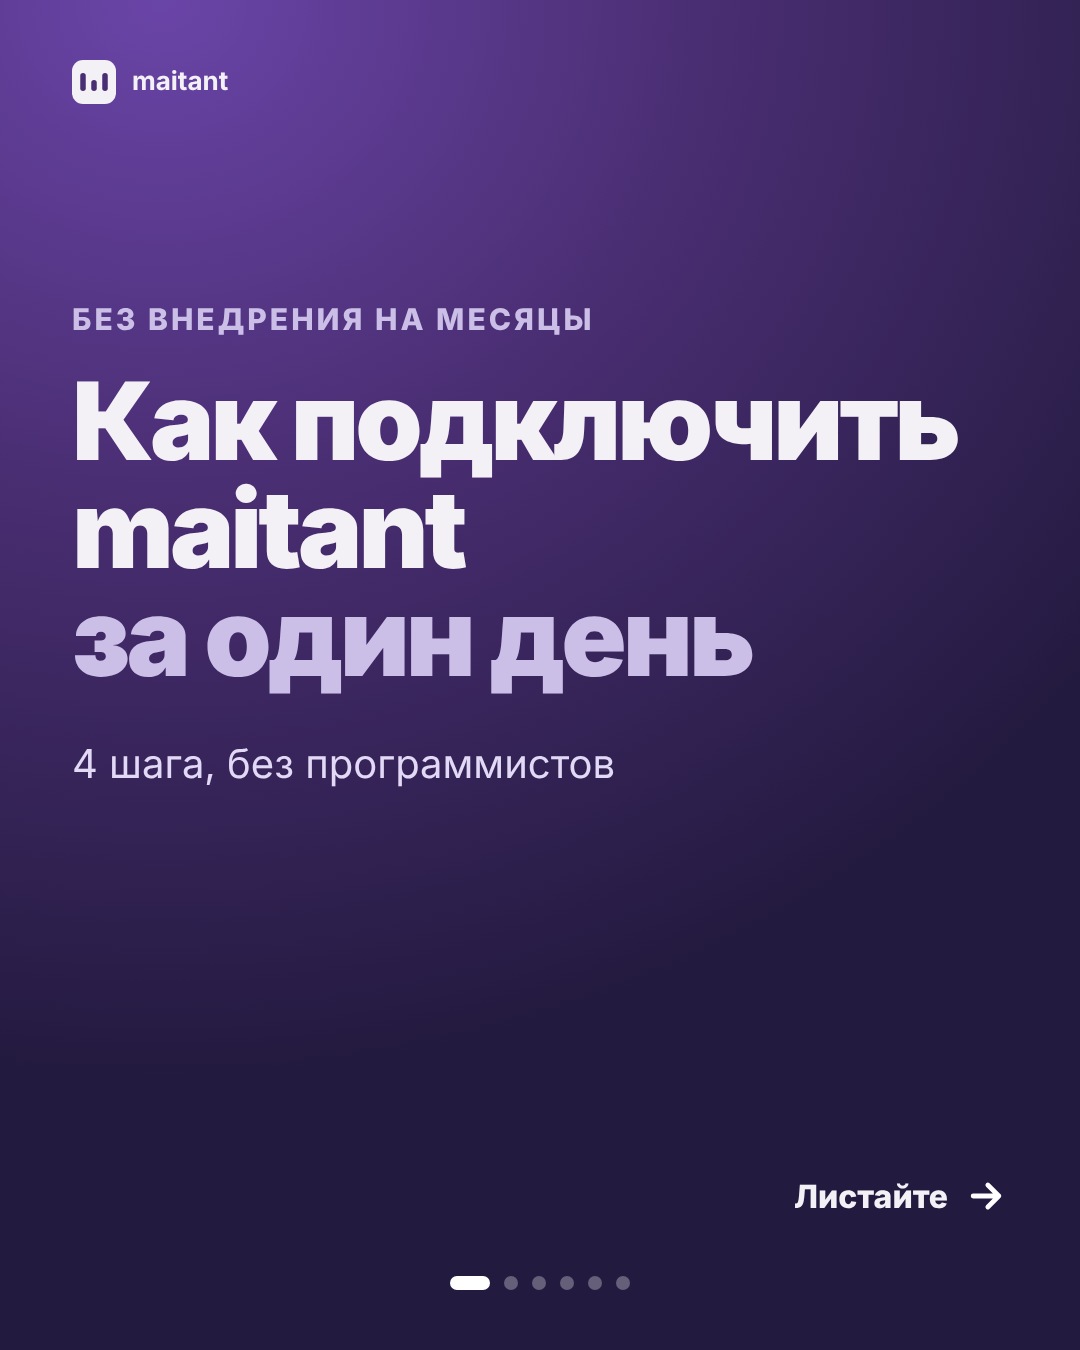 maitant
БЕЗ ВНЕДРЕНИЯ НА МЕСЯЦЫ
Как подключить
maitant
за один день
4 шага, без программистов
Листайте →